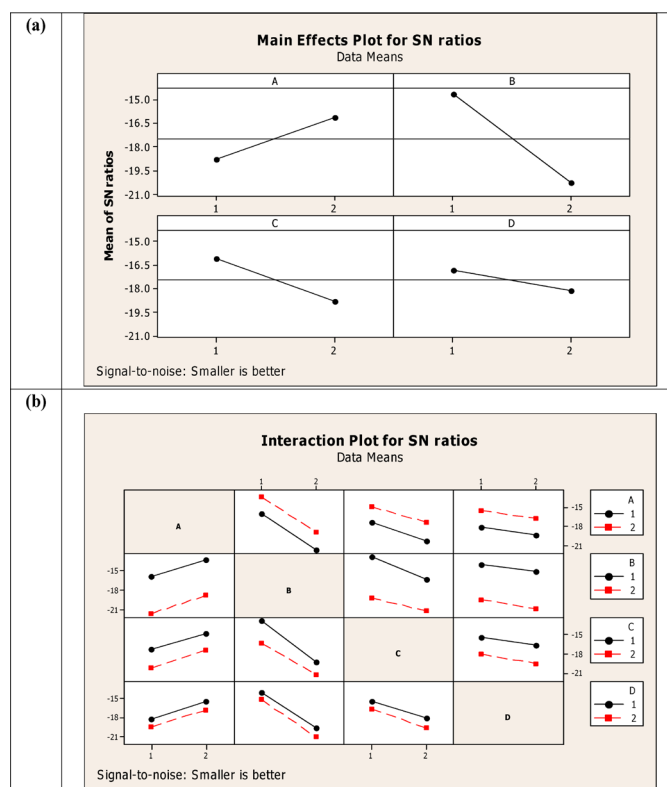 (a)
Main Effects Plot for SN ratios
Data Means
A B
-15.0
-16.5
-18.0
-19.5
-21.0
1 2 1 2
C D
-15.0
-16.5
-18.0
-19.5
-21.0
1 2 1 2
Mean of SN ratios
Signal-to-noise: Smaller is better
(b)
Interaction Plot for SN ratios
Data Means
1 2 1 2
A
-15
-18
-21
A
1
2
-15
-18
-21
B
B
1
2
C
-15
-18
-21
C
1
2
-15
-18
-21
D
D
1
2
1 2 1 2
Signal-to-noise: Smaller is better